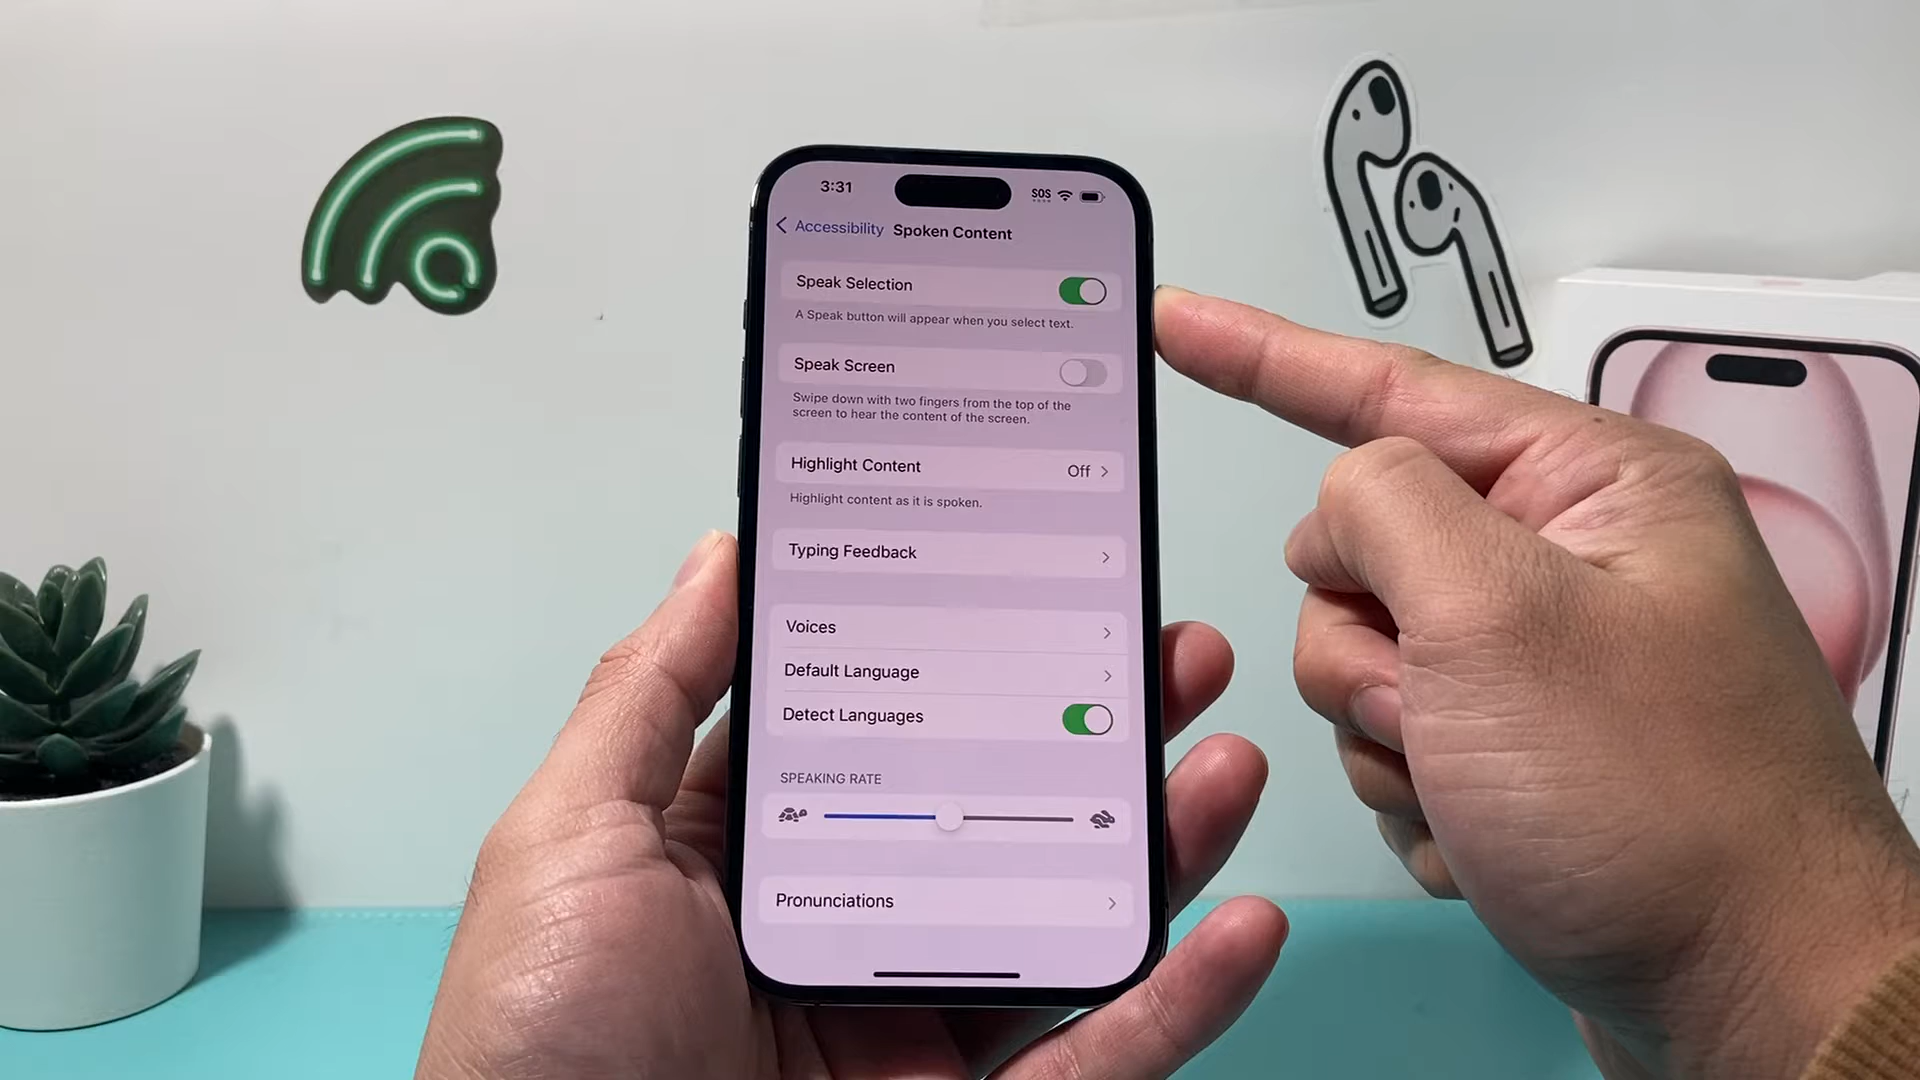 3:31
SOS
Accessibility
Spoken Content
Speak Selection
A Speak button will appear when you select text.
Speak Screen
Swipe down with two fingers from the top of the
screen to hear the content of the screen.
Highlight Content
Off
Highlight content as it is spoken.
Typing Feedback
Voices
Default Language
Detect Languages
SPEAKING RATE
Pronunciations